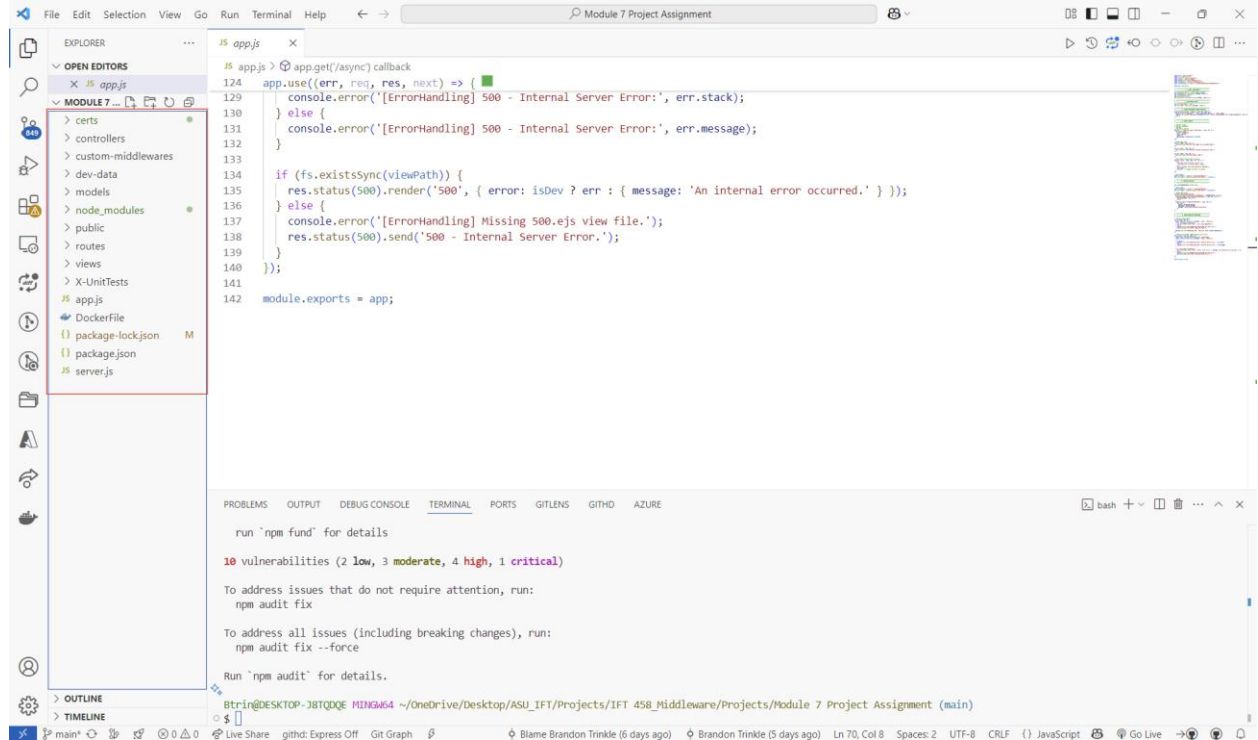 File Edit Selection View Go Run Terminal Help
Module 7 Project Assignment
EXPLORER
OPEN EDITORS
JS app.js
MODULE 7 ...
certs
controllers
custom-middlewares
dev-data
models
node_modules
public
routes
views
X-UnitTests
JS app.js
DockerFile
{} package-lock.json M
{} package.json
JS server.js
OUTLINE
TIMELINE
849
JS app.js
JS app.js > app.get('/async') callback
124 app.use((err, req, res, next) => {
129 console.error('[ErrorHandling] 500 - Internal Server Error:', err.stack);
130 } else {
131 console.error('[ErrorHandling] 500 - Internal Server Error:', err.message);
132 }
133
134 if (fs.existsSync(viewPath)) {
135 res.status(500).render('500', { error: isDev ? err : { message: 'An internal error occurred.' } });
136 } else {
137 console.error('[ErrorHandling] Missing 500.ejs view file.');
138 res.status(500).send('500 - Internal Server Error.');
139 }
140 });
141
142 module.exports = app;
PROBLEMS OUTPUT DEBUG CONSOLE TERMINAL PORTS GITLENS GITHD AZURE
bash
run `npm fund` for details
10 vulnerabilities (2 low, 3 moderate, 4 high, 1 critical)
To address issues that do not require attention, run:
npm audit fix
To address all issues (including breaking changes), run:
npm audit fix --force
Run `npm audit` for details.
Btrin@DESKTOP-J8TQDQE MINGW64 ~/OneDrive/Desktop/ASU_IFT/Projects/IFT 458_Middleware/Projects/Module 7 Project Assignment (main)
$
main* 0 0 0 Live Share githd: Express Off Git Graph Blame Brandon Trinkle (6 days ago) Brandon Trinkle (5 days ago) Ln 70, Col 8 Spaces: 2 UTF-8 CRLF {} JavaScript Go Live